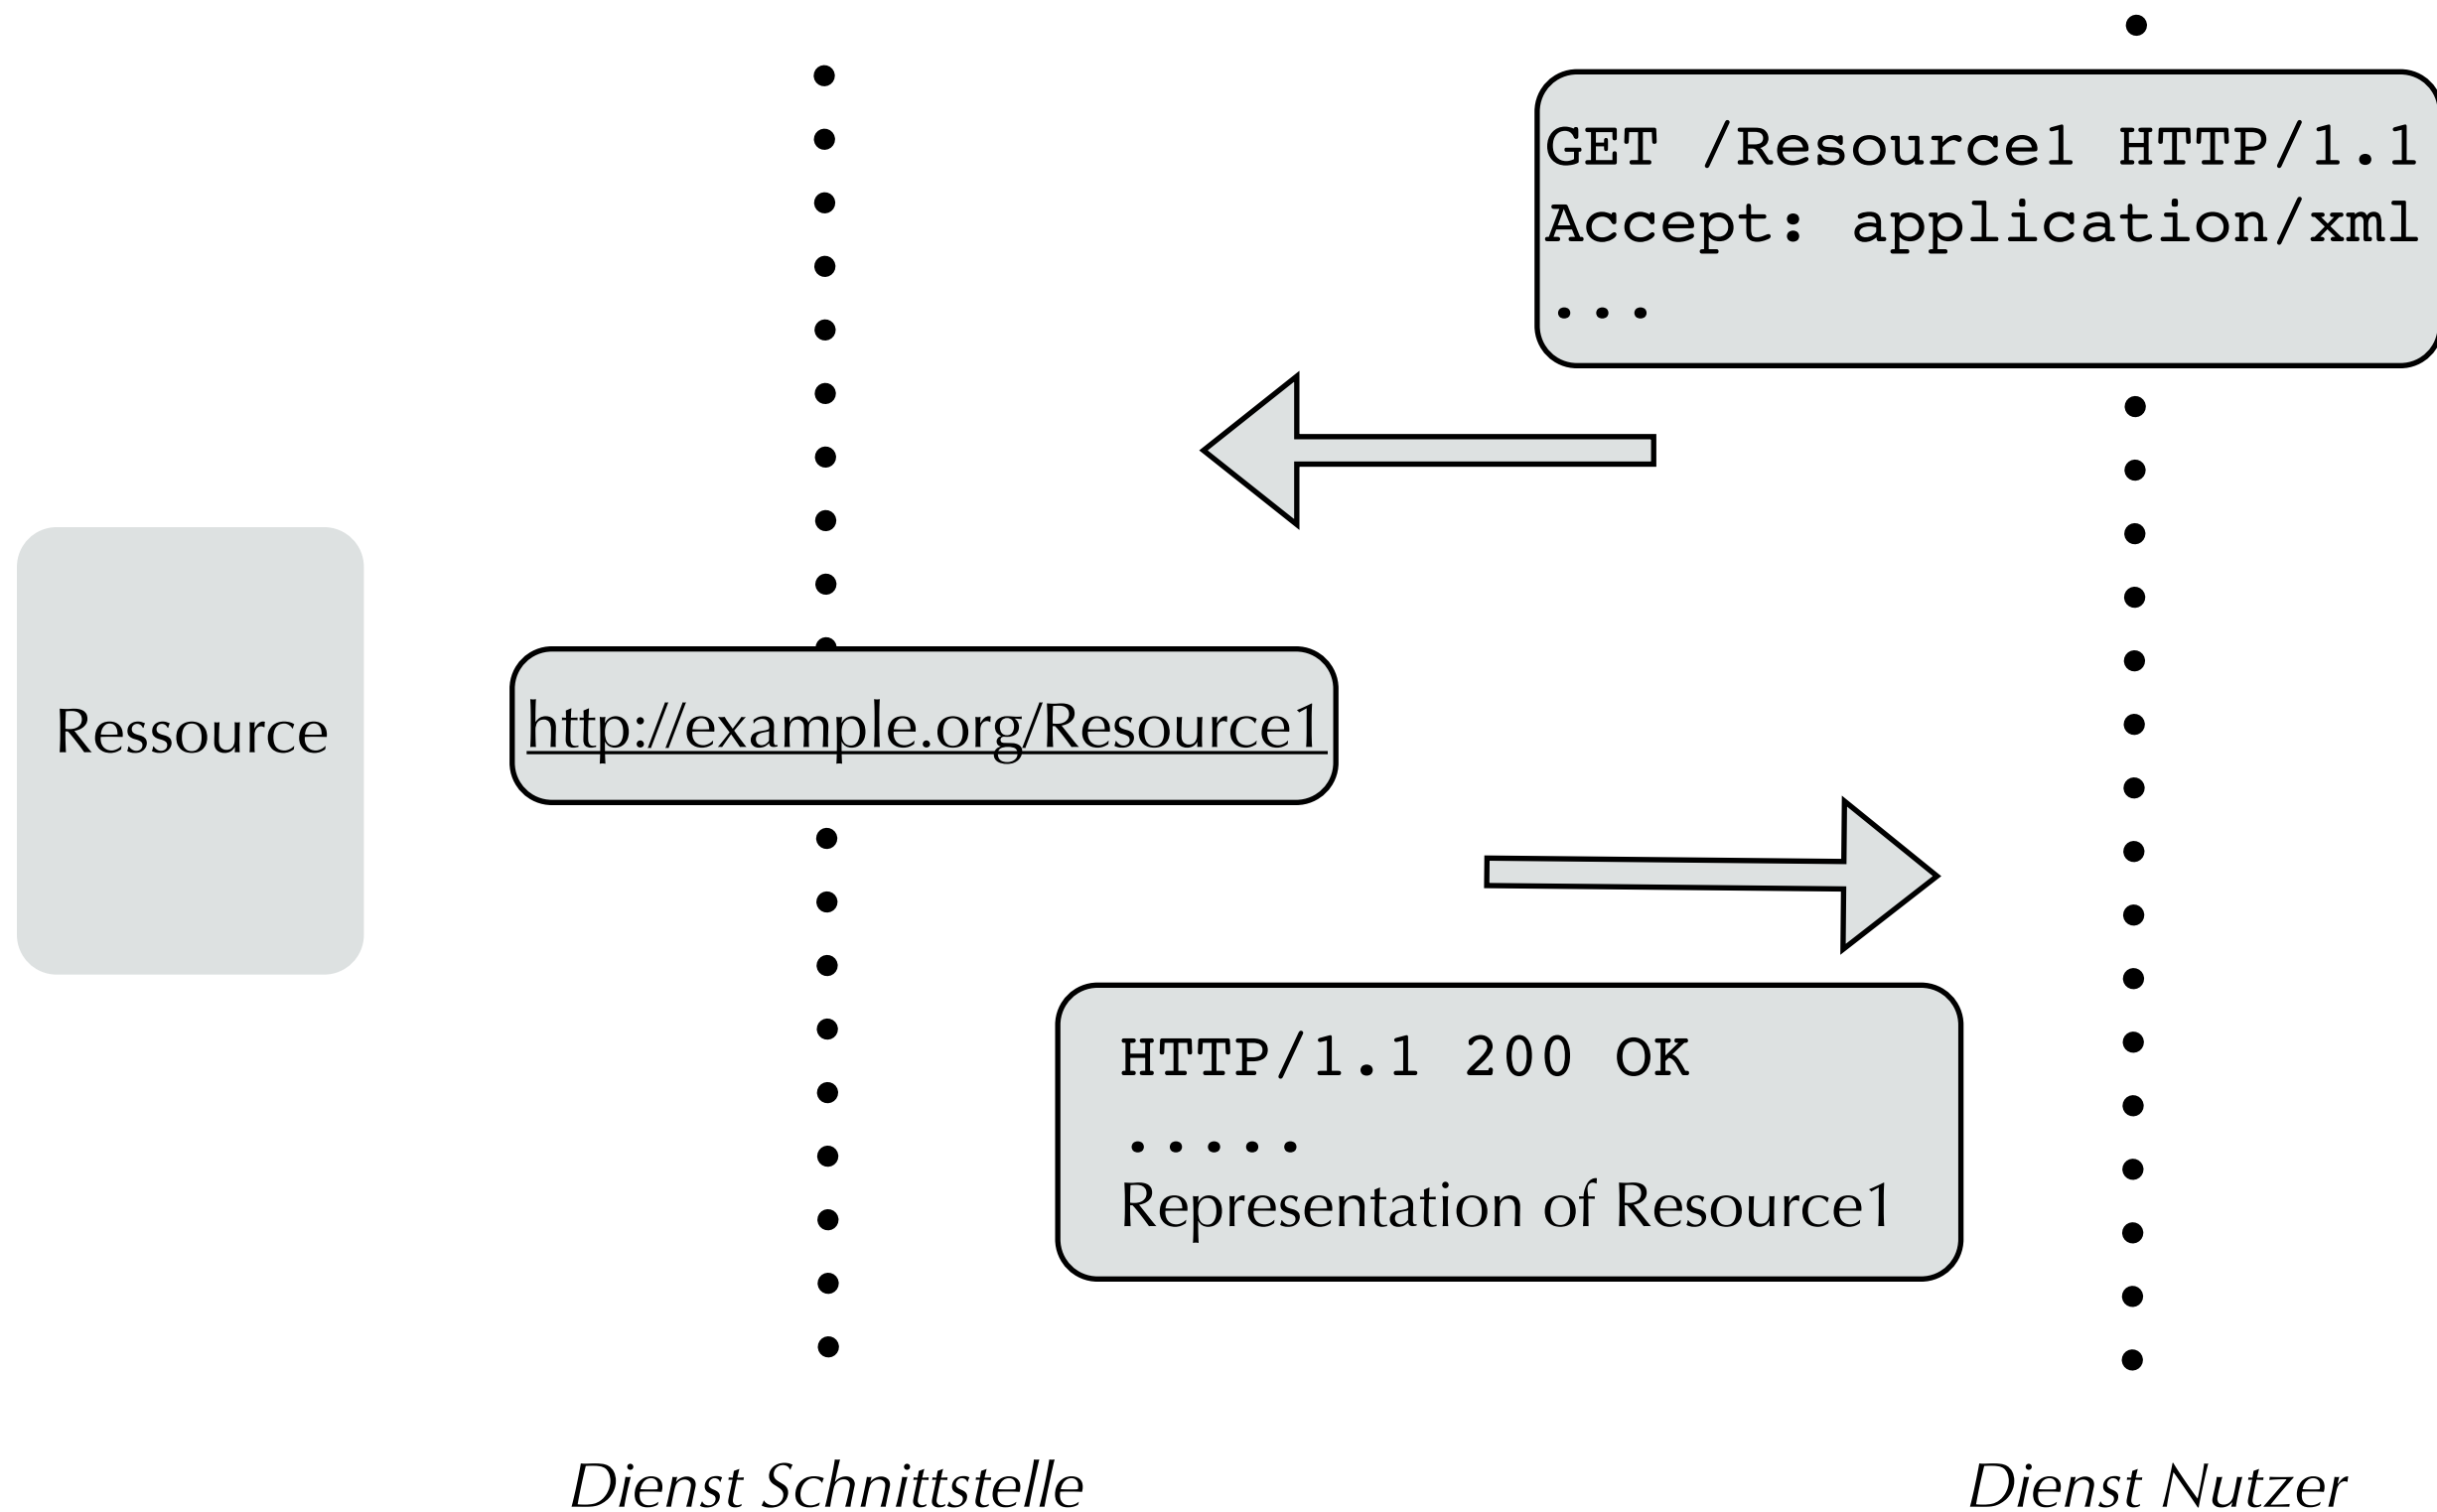 GET /Resource1 HTTP/1.1
Accept: application/xml
...
Ressource
http://example.org/Resource1
HTTP/1.1 200 OK
.....
Representation of Resource1
Dienst Schnittstelle
Dienst Nutzer